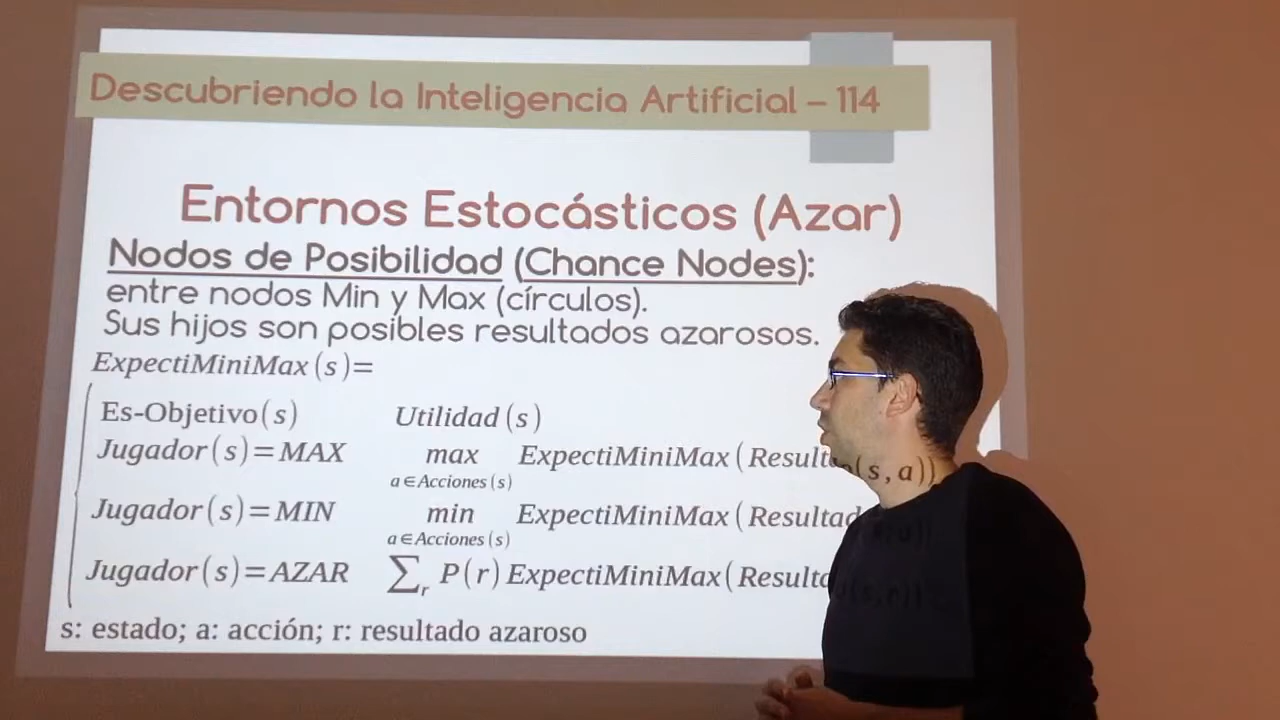 Descubriendo la Inteligencia Artificial – 114
Entornos Estocásticos (Azar)
Nodos de Posibilidad (Chance Nodes):
entre nodos Min y Max (círculos).
Sus hijos son posibles resultados azarosos.
ExpectiMiniMax(s)=
Es-Objetivo(s) Utilidad(s)
Jugador(s)=MAX max ExpectiMiniMax(Resultado(s,a))
a∈Acciones(s)
Jugador(s)=MIN min ExpectiMiniMax(
a∈Acciones(s)
Jugador(s)=AZAR ∑r P(r)ExpectiMiniMax(
s: estado; a: acción; r: resultado azaroso